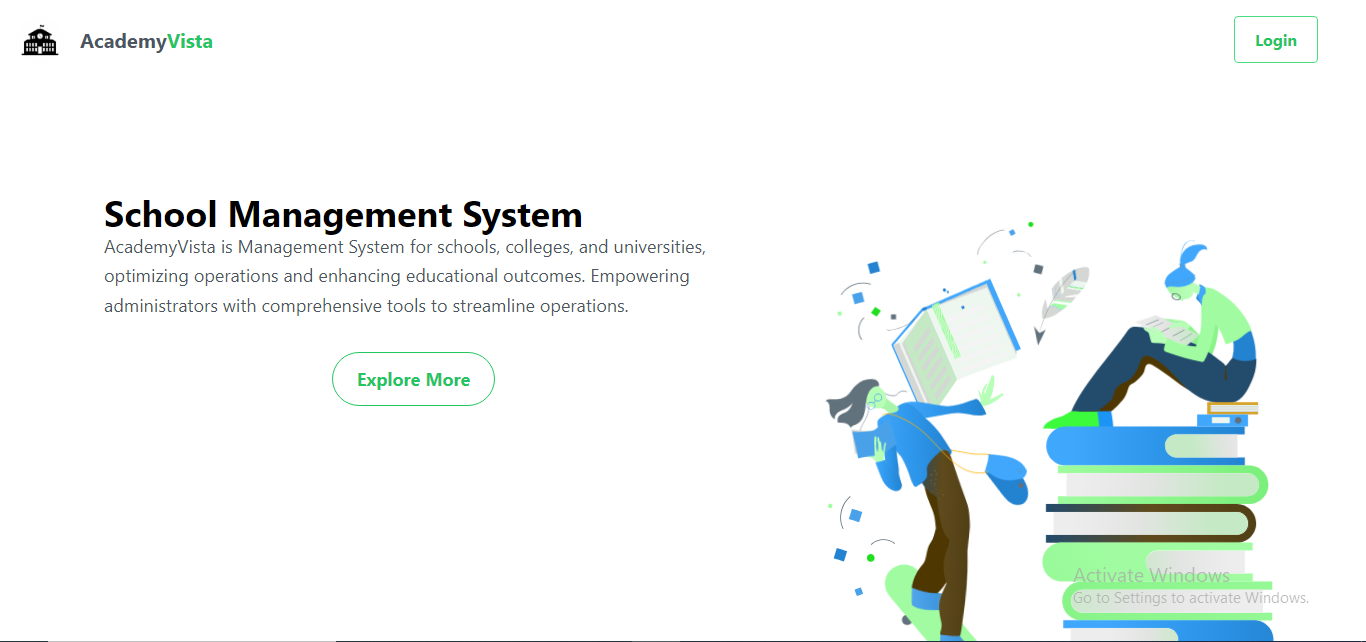 AcademyVista
Login
School Management System
AcademyVista is Management System for schools, colleges, and universities,
optimizing operations and enhancing educational outcomes. Empowering
administrators with comprehensive tools to streamline operations.
Explore More
Activate Windows
Go to Settings to activate Windows.